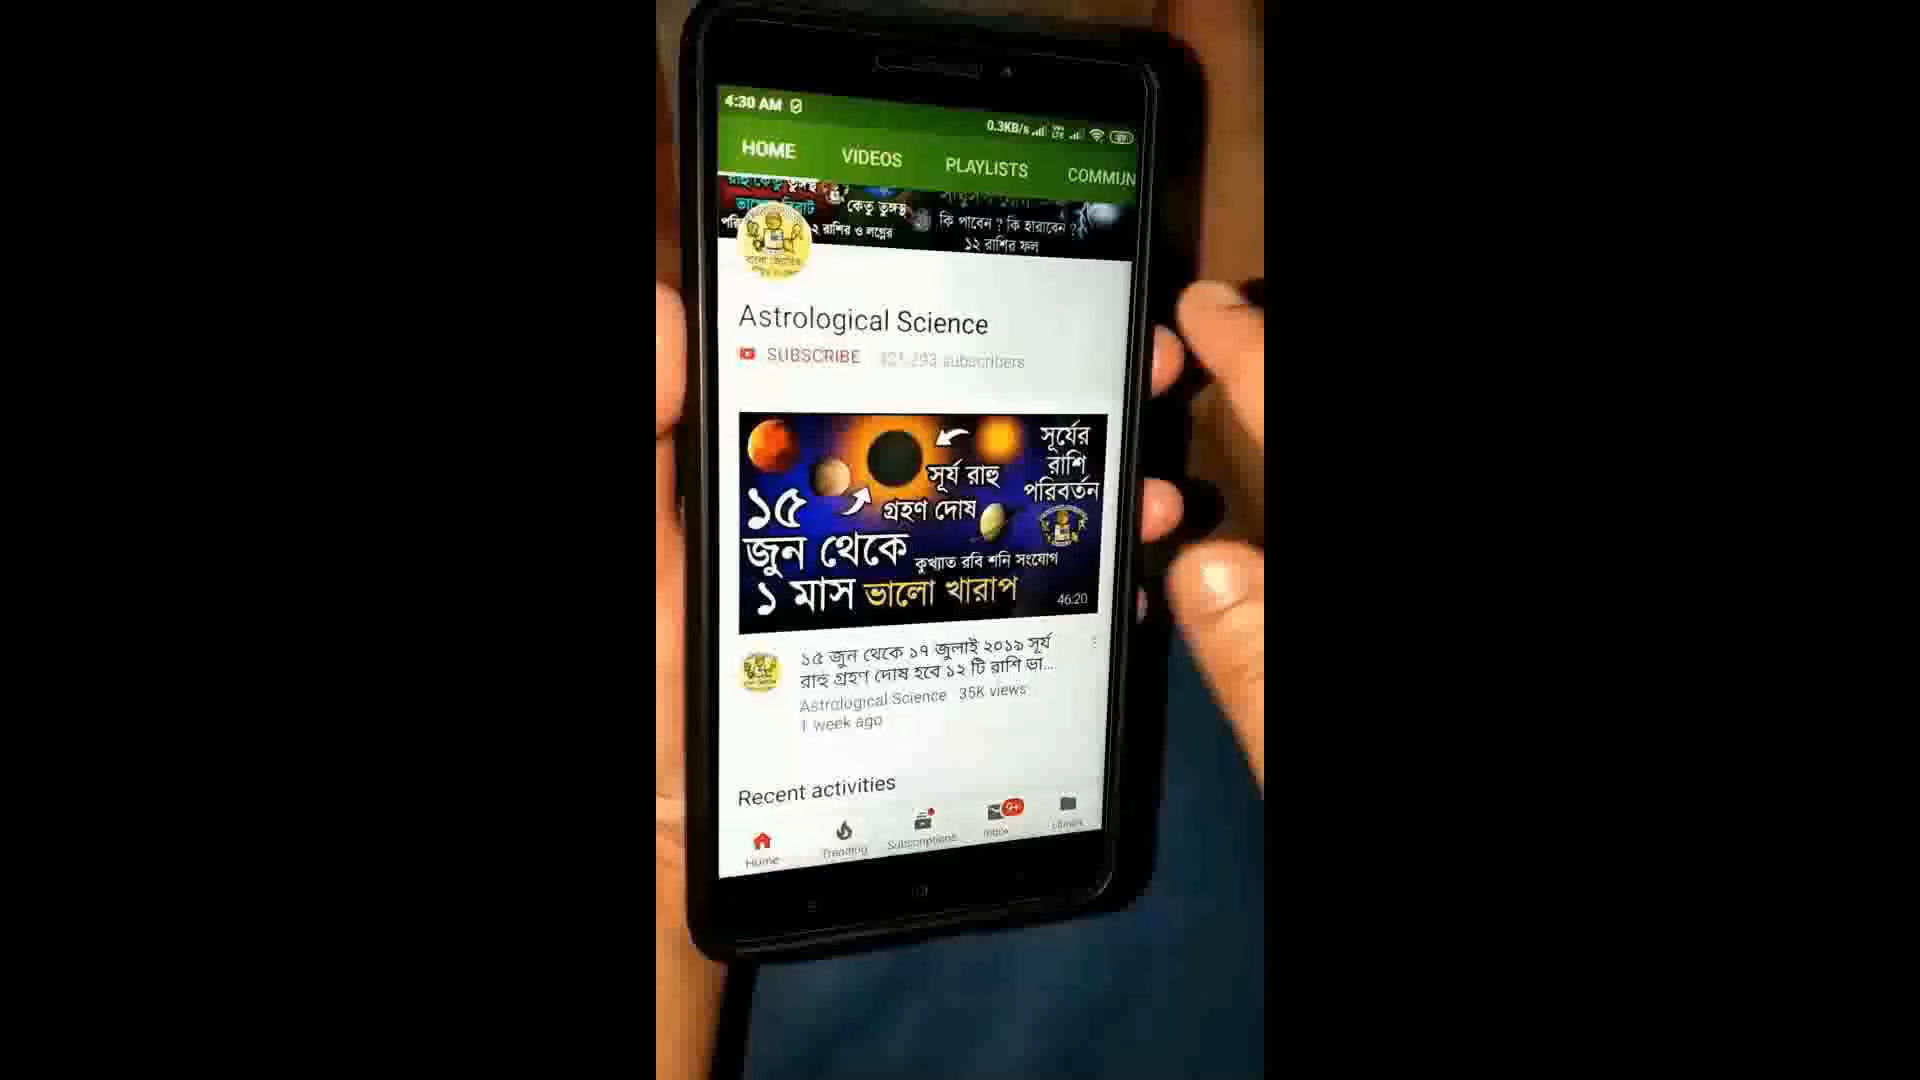 4:30 AM
0.3KB/s
HOME VIDEOS PLAYLISTS COMMUN
কেতু তুঙ্গস্থ
২ রাশির ও লগ্নের
কি পাবেন ? কি হারাবেন ?
১২ রাশির ফল
Astrological Science
SUBSCRIBE subscribers
সূর্যের
রাশি
পরিবর্তন
সূর্য রাহু
গ্রহণ দোষ
১৫
জুন থেকে
কুখ্যাত রবি শনি সংযোগ
১ মাস ভালো খারাপ
46:20
১৫ জুন থেকে ১৭ জুলাই ২০১৯ সূর্য
রাহু গ্রহণ দোষ হবে ১২ টি রাশি ভা...
Astrological Science 35K views
1 week ago
Recent activities
Home Trending Subscriptions Inbox 9+ Library